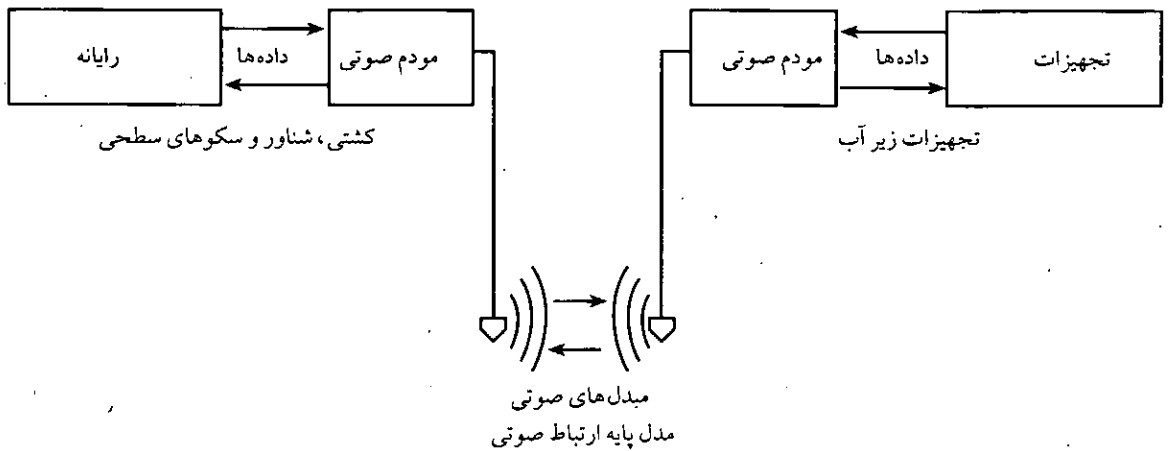 رایانه
داده‌ها
مودم صوتی
مودم صوتی
داده‌ها
تجهیزات
کشتی، شناور و سکوهای سطحی
تجهیزات زیر آب
مبدل‌های صوتی
مدل پایه ارتباط صوتی